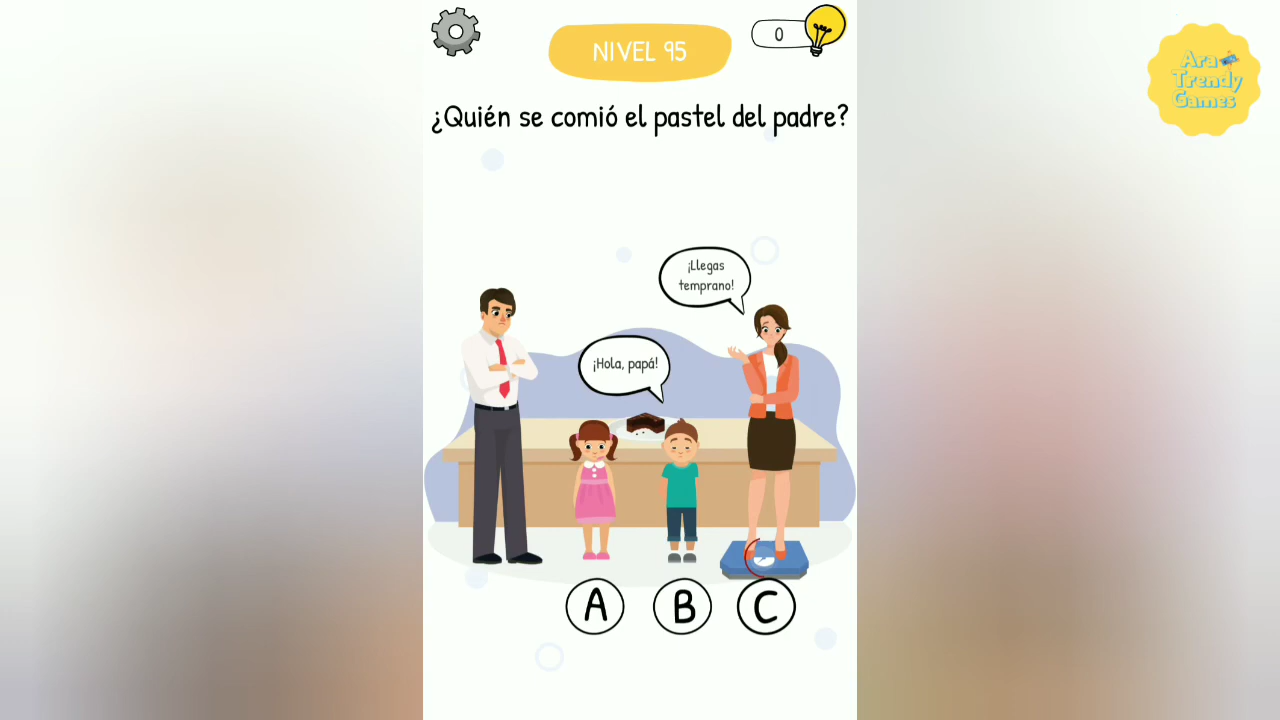 NIVEL 95
0
Ara
Trendy
Games
¿Quién se comió el pastel del padre?
¡Llegas
temprano!
¡Hola, papá!
A
B
C